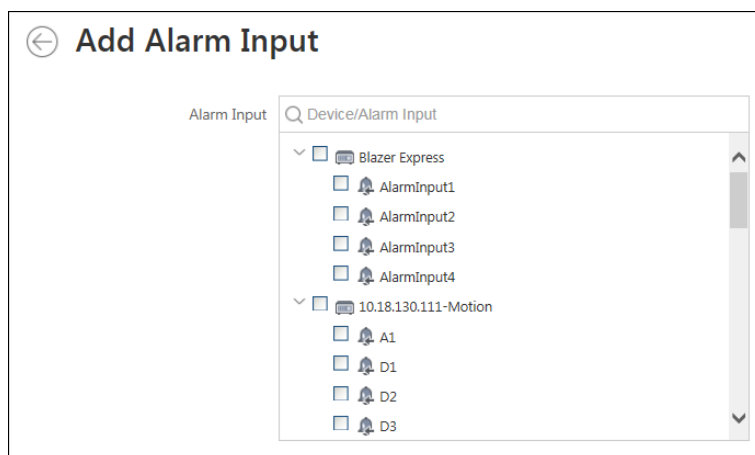 Add Alarm Input
Alarm Input Device/Alarm Input
Blazer Express
AlarmInput1
AlarmInput2
AlarmInput3
AlarmInput4
10.18.130.111-Motion
A1
D1
D2
D3